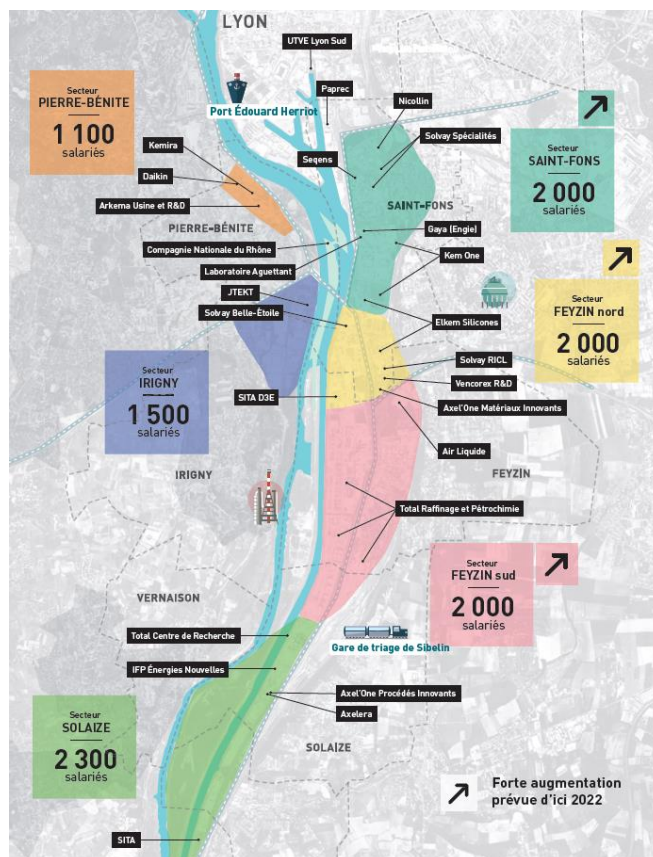 LYON
UTVE Lyon Sud
Secteur
PIERRE-BÉNITE
1 100
salariés
Port Édouard Herriot
Paprec
Nicollin
Solvay Spécialités
Seqens
Secteur
SAINT-FONS
2 000
salariés
Kemira
Daikin
Arkema Usine et R&D
SAINT-FONS
PIERRE-BÉNITE
Gaya (Engie)
Compagnie Nationale du Rhône
Kem One
Laboratoire Aguettant
JTEKT
Solvay Belle-Étoile
Elkem Silicones
Secteur
FEYZIN nord
2 000
salariés
Secteur
IRIGNY
1 500
salariés
Solvay RICL
Vencorex R&D
SITA D3E
Axel'One Matériaux Innovants
Air Liquide
IRIGNY
FEYZIN
Total Raffinage et Pétrochimie
Secteur
FEYZIN sud
2 000
salariés
VERNAISON
Total Centre de Recherche
Gare de triage de Sibelin
IFP Énergies Nouvelles
Axel'One Procédés Innovants
Axelera
Secteur
SOLAIZE
2 300
salariés
SOLAIZE
Forte augmentation
prévue d'ici 2022
SITA